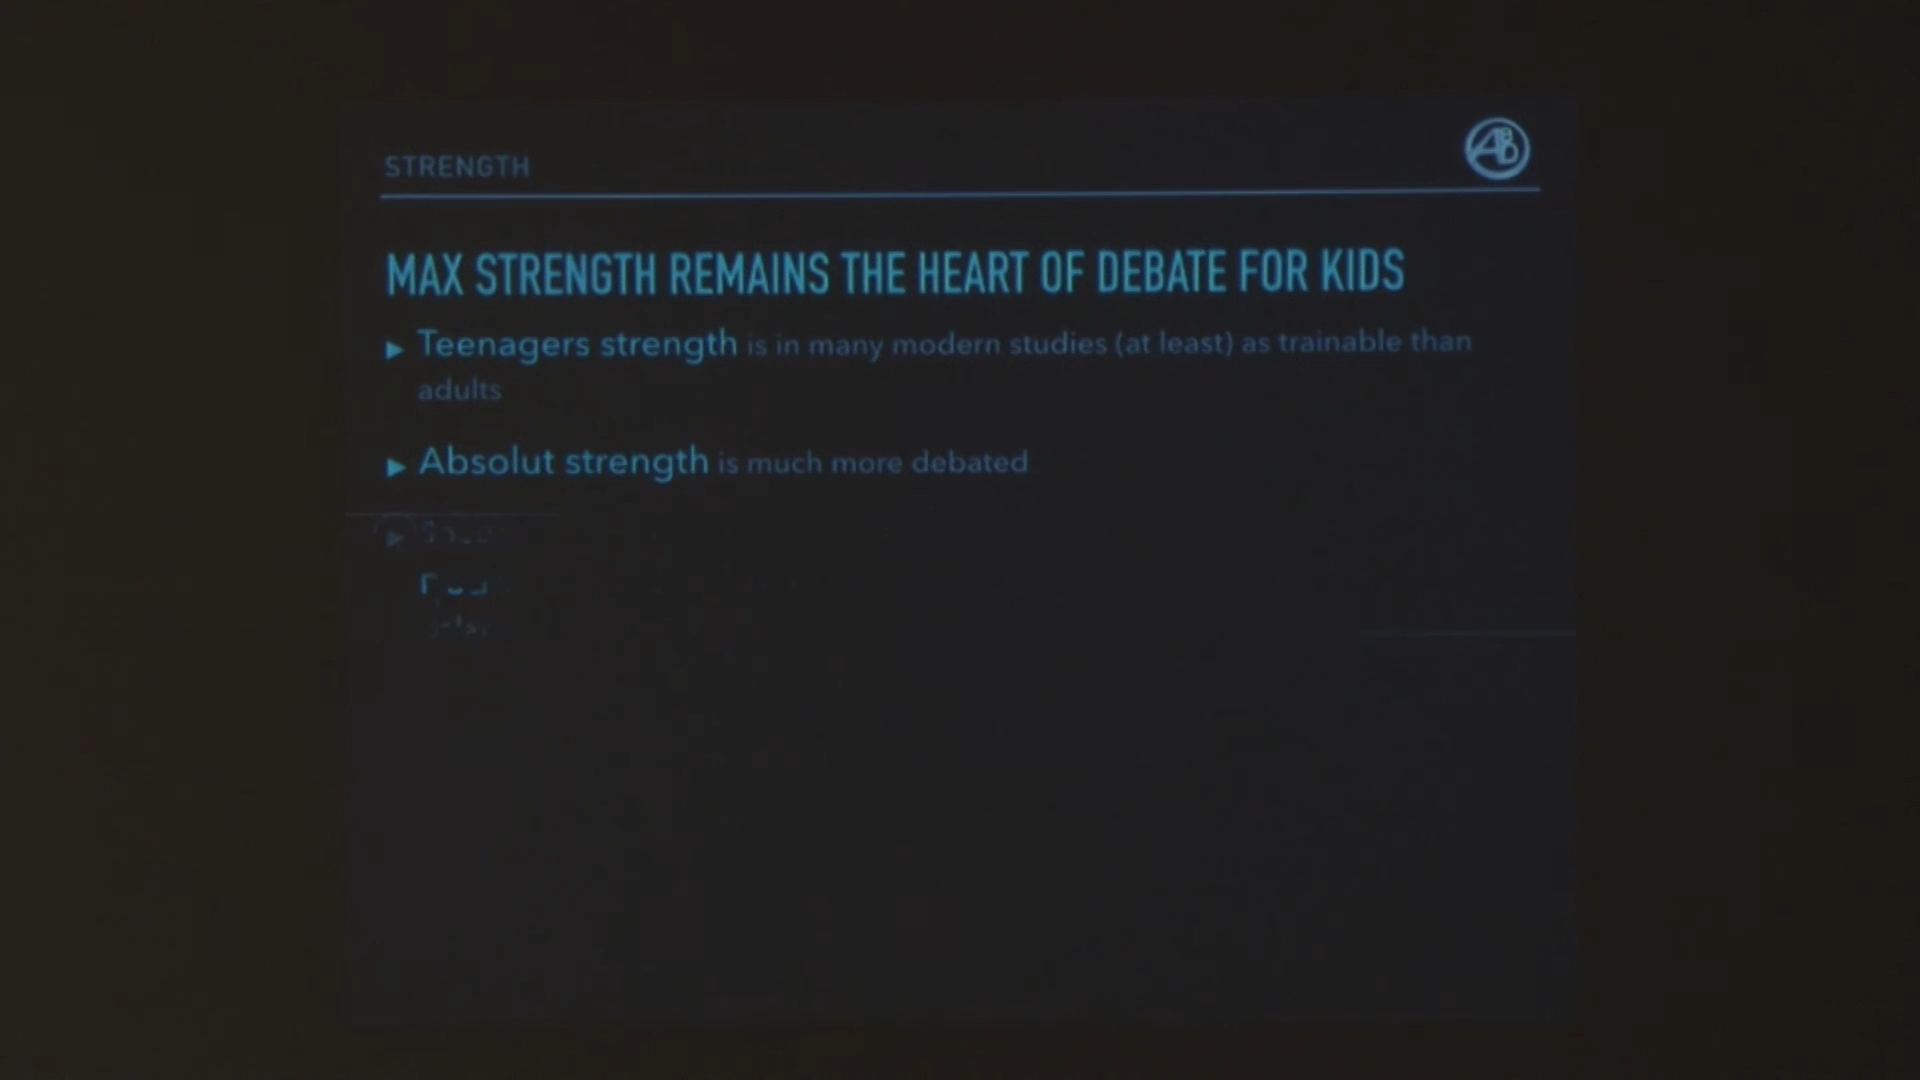 STRENGTH
ABD
MAX STRENGTH REMAINS THE HEART OF DEBATE FOR KIDS
▶ Teenagers strength is in many modern studies (at least) as trainable than
adults
▶ Absolut strength is much more debated